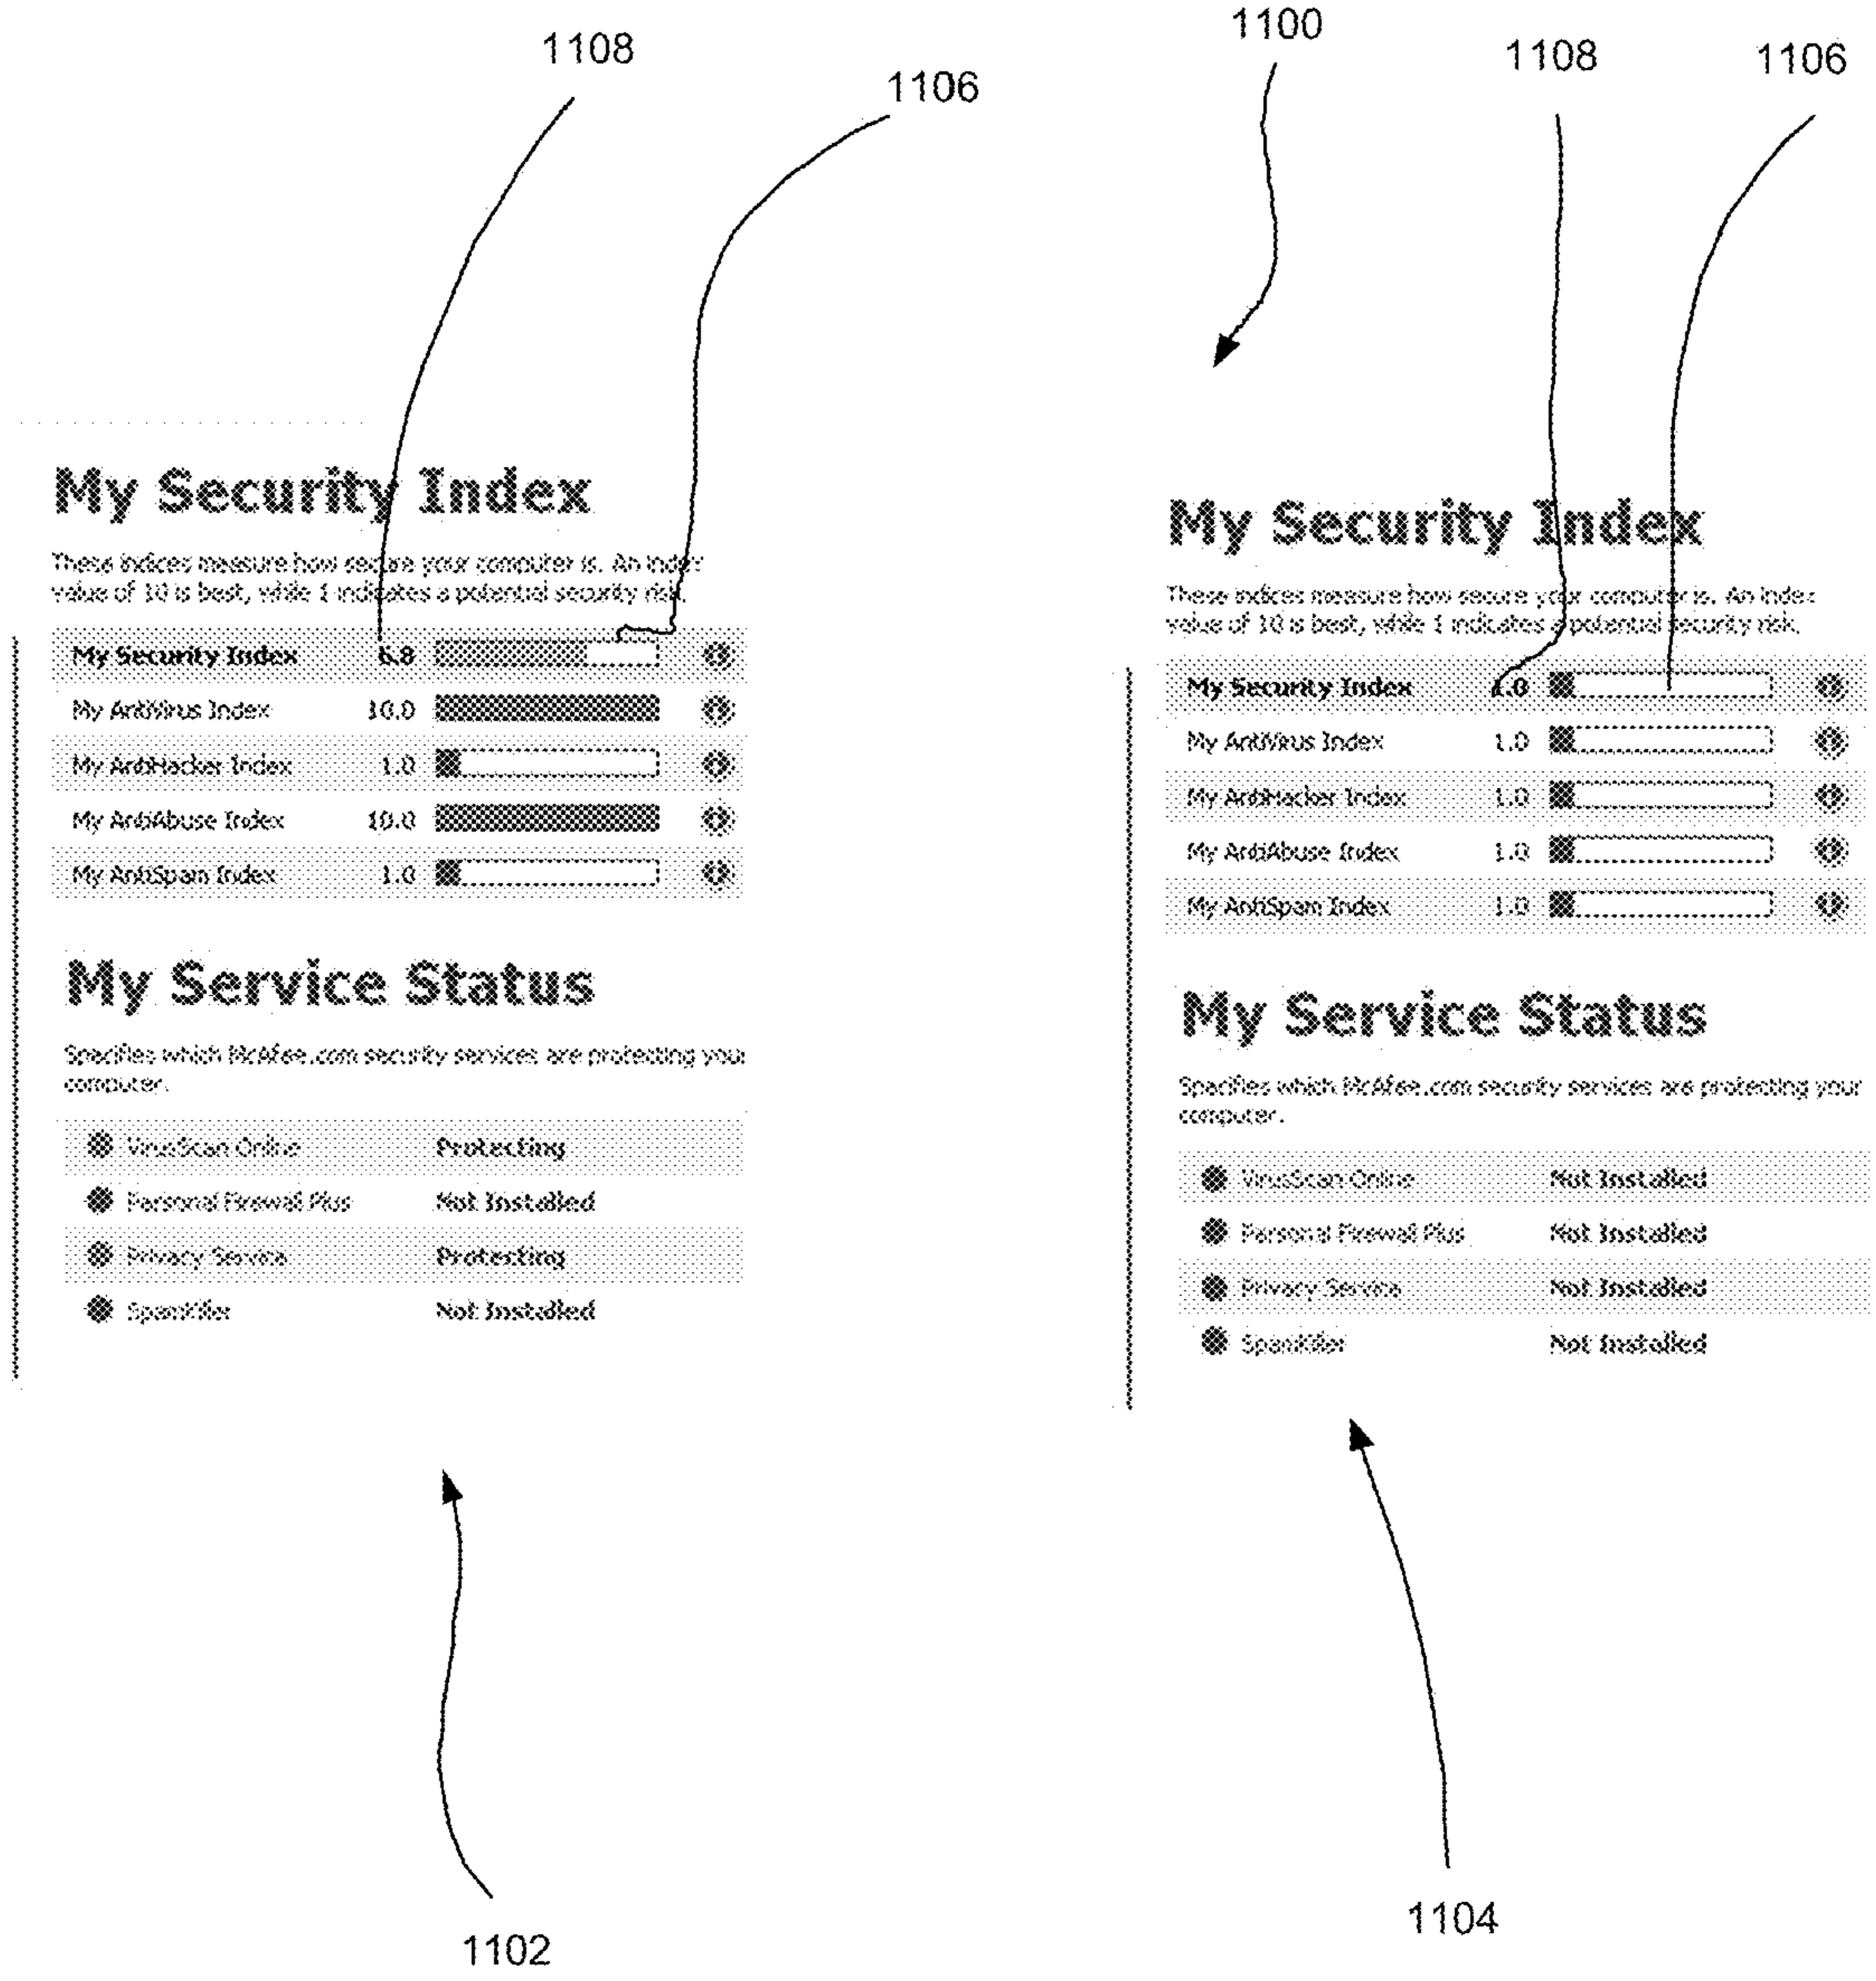 1108
1106
1100
1108
1106
My Security Index
These indices measure how secure your computer is. An index
value of 10 is best, while 1 indicates a potential security risk.
My Security Index 6.8
My AntiVirus Index 10.0
My AntiHacker Index 1.0
My AntiAbuse Index 10.0
My AntiSpam Index 1.0
My Service Status
Specifies which McAfee.com security services are protecting your
computer.
VirusScan Online Protecting
Personal Firewall Plus Not Installed
Privacy Service Protecting
SpamKiller Not Installed
1102
My Security Index
These indices measure how secure your computer is. An index
value of 10 is best, while 1 indicates a potential security risk.
My Security Index 1.0
My AntiVirus Index 1.0
My AntiHacker Index 1.0
My AntiAbuse Index 1.0
My AntiSpam Index 1.0
My Service Status
Specifies which McAfee.com security services are protecting your
computer.
VirusScan Online Not Installed
Personal Firewall Plus Not Installed
Privacy Service Not Installed
SpamKiller Not Installed
1104